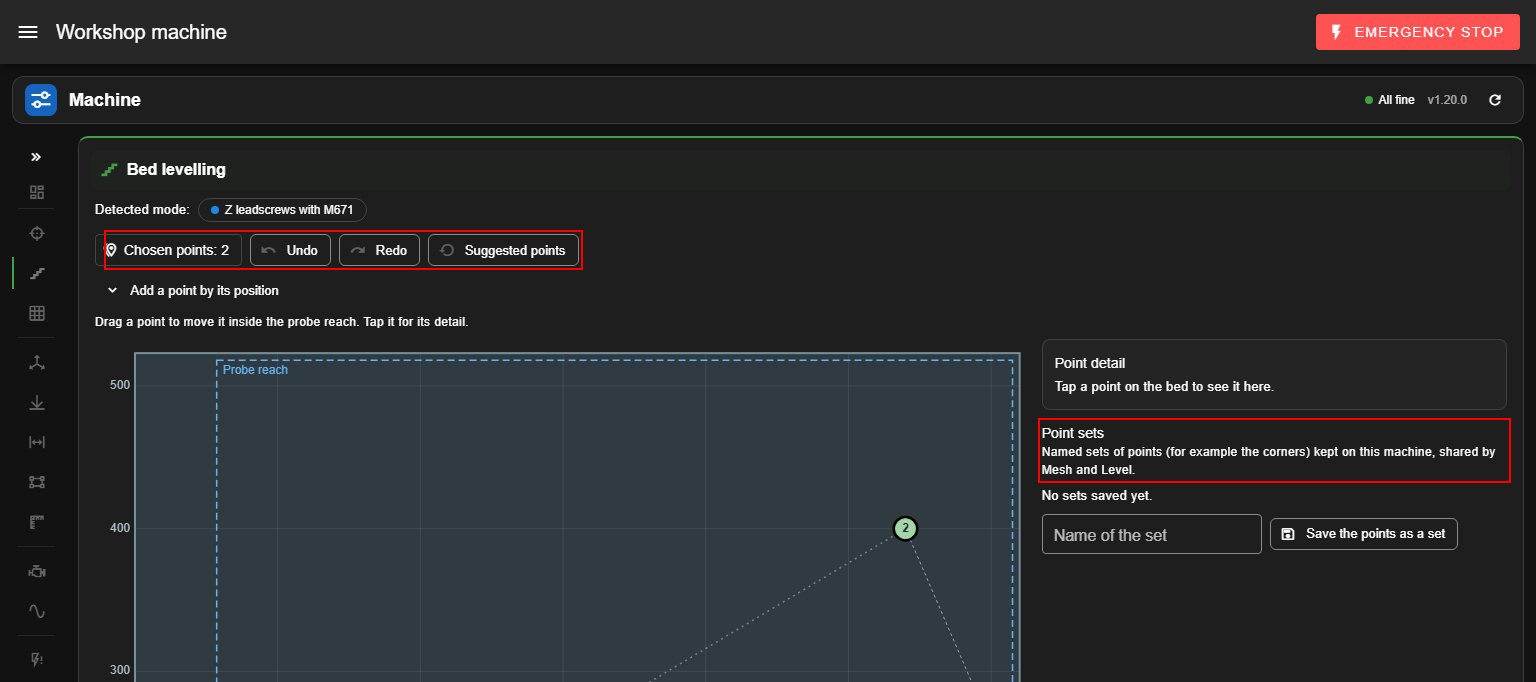 Workshop machine
EMERGENCY STOP
Machine
All fine
v1.20.0
Bed levelling
Detected mode:
Z leadscrews with M671
Chosen points: 2
Undo
Redo
Suggested points
Add a point by its position
Drag a point to move it inside the probe reach. Tap it for its detail.
Probe reach
500
400
300
2
Point detail
Tap a point on the bed to see it here.
Point sets
Named sets of points (for example the corners) kept on this machine, shared by
Mesh and Level.
No sets saved yet.
Name of the set
Save the points as a set